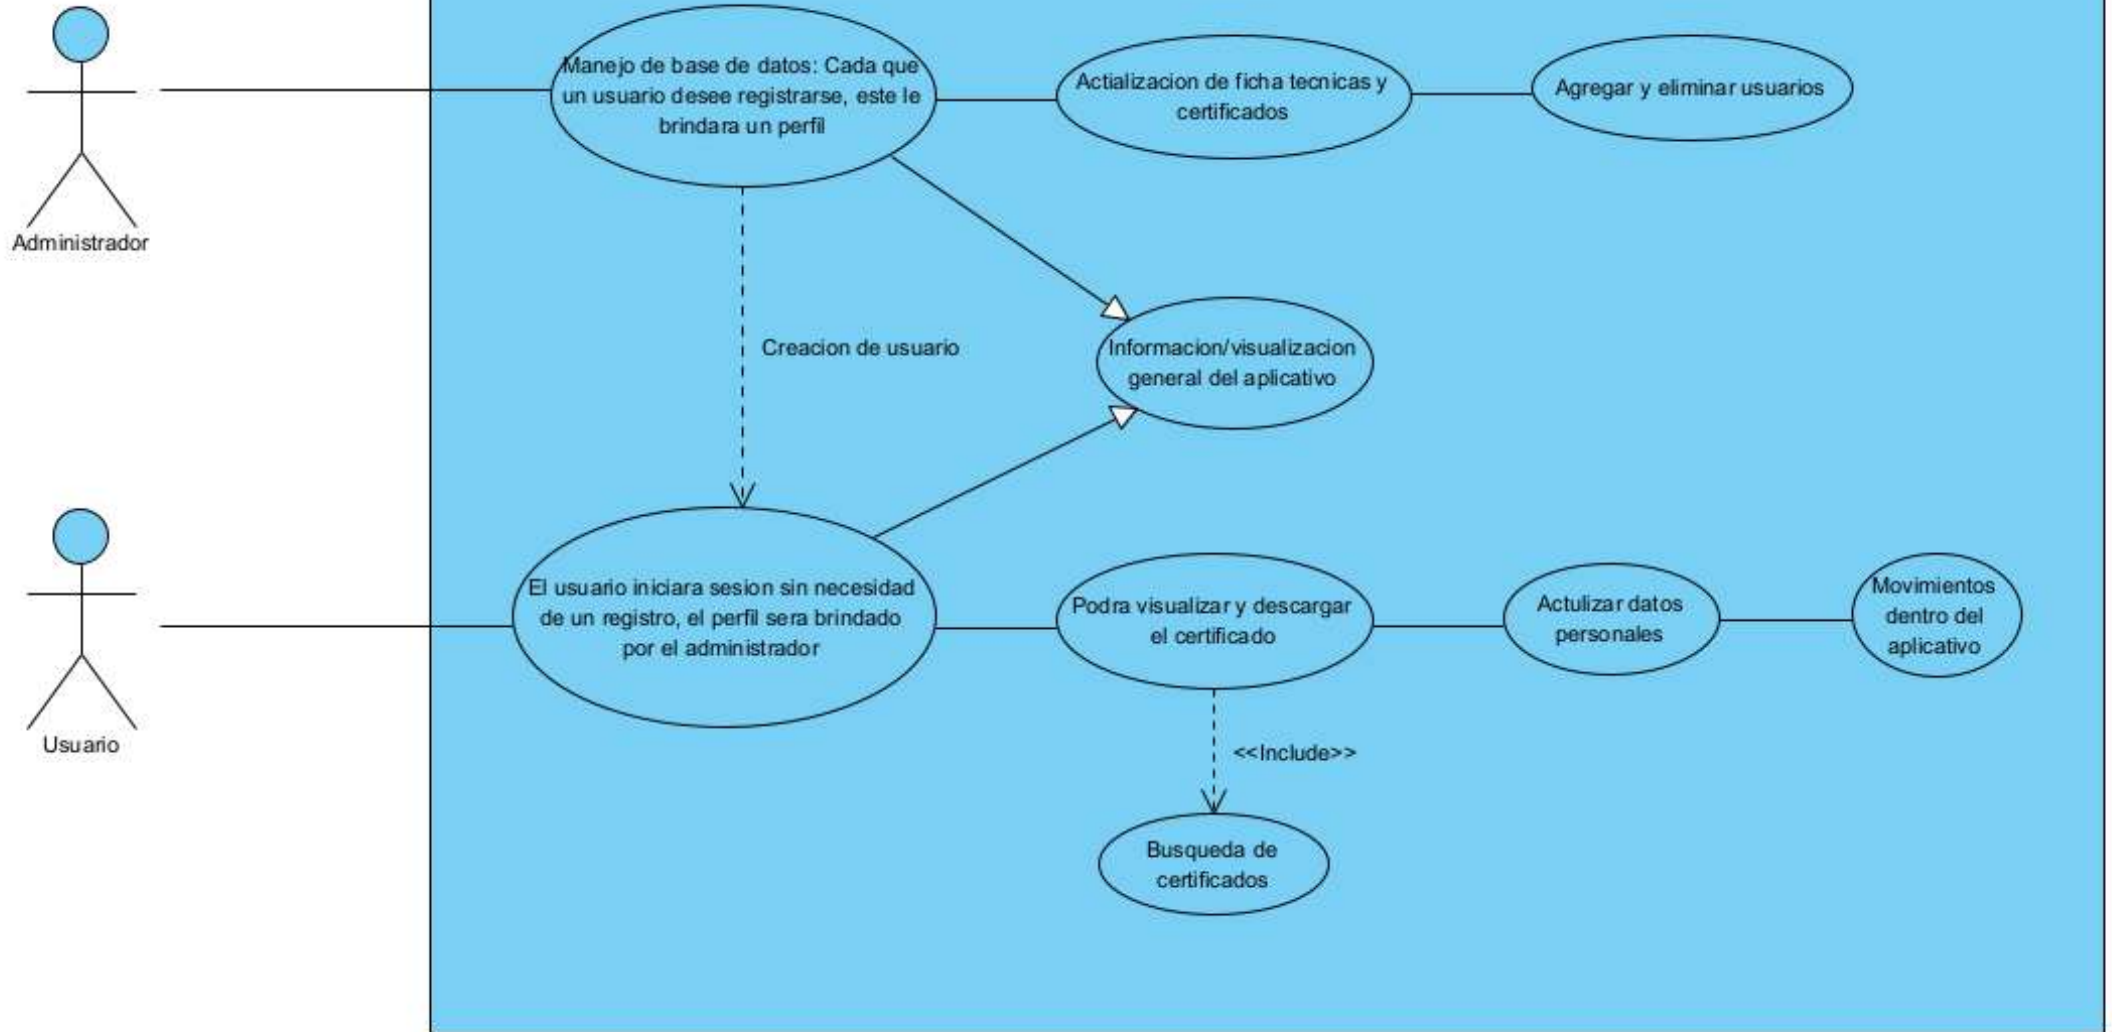 Manejo de base de datos: Cada que
un usuario desee registrarse, este le
brindara un perfil
Actializacion de ficha tecnicas y
certificados
Agregar y eliminar usuarios
Administrador
Creacion de usuario
Informacion/visualizacion
general del aplicativo
El usuario iniciara sesion sin necesidad
de un registro, el perfil sera brindado
por el administrador
Podra visualizar y descargar
el certificado
Actulizar datos
personales
Movimientos
dentro del
aplicativo
Usuario
<<Include>>
Busqueda de
certificados